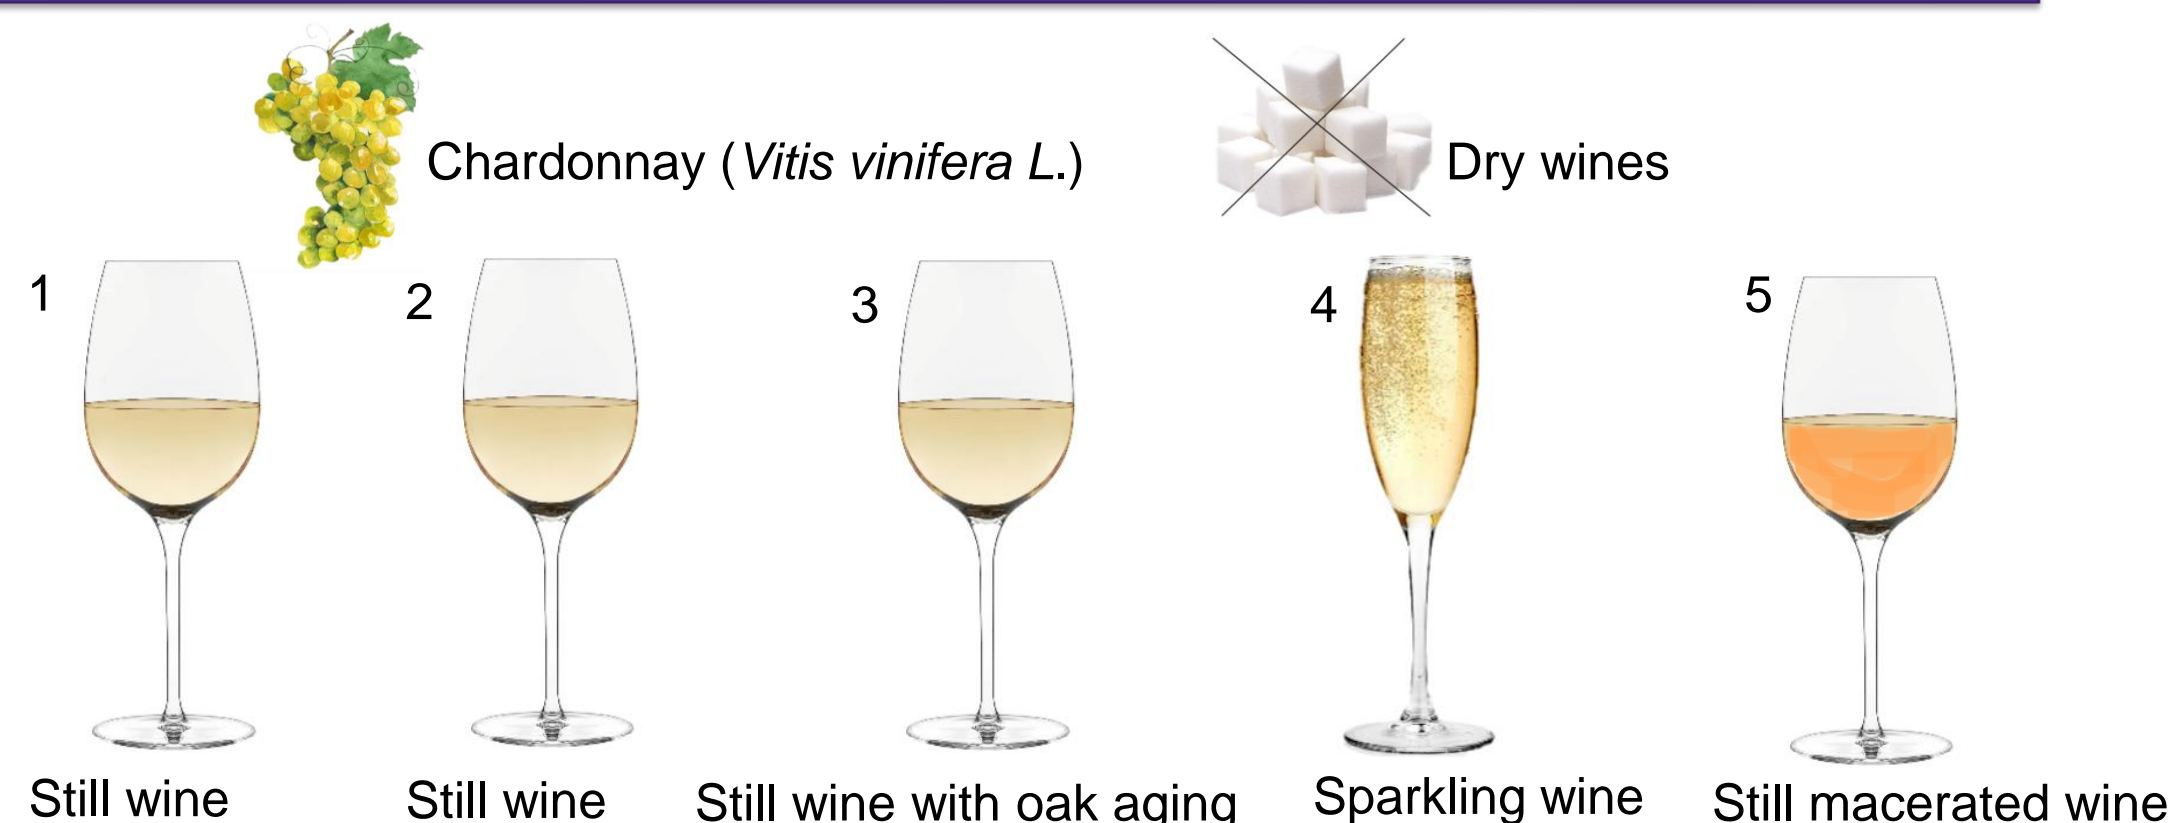 Chardonnay (Vitis vinifera L.)
Dry wines
1
2
3
4
5
Still wine
Still wine
Still wine with oak aging
Sparkling wine
Still macerated wine